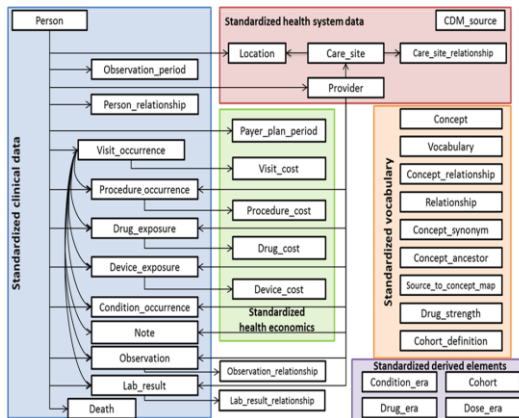 Person
Observation_period
Person_relationship
Visit_occurrence
Procedure_occurrence
Drug_exposure
Device_exposure
Condition_occurrence
Note
Observation
Lab_result
Death
Standardized clinical data
Standardized health system data
CDM_source
Location
Care_site
Care_site_relationship
Provider
Payer_plan_period
Visit_cost
Procedure_cost
Drug_cost
Device_cost
Standardized
health economics
Observation_relationship
Lab_result_relationship
Standardized vocabulary
Concept
Vocabulary
Concept_relationship
Relationship
Concept_synonym
Concept_ancestor
Source_to_concept_map
Drug_strength
Cohort_definition
Standardized derived elements
Condition_era
Cohort
Drug_era
Dose_era